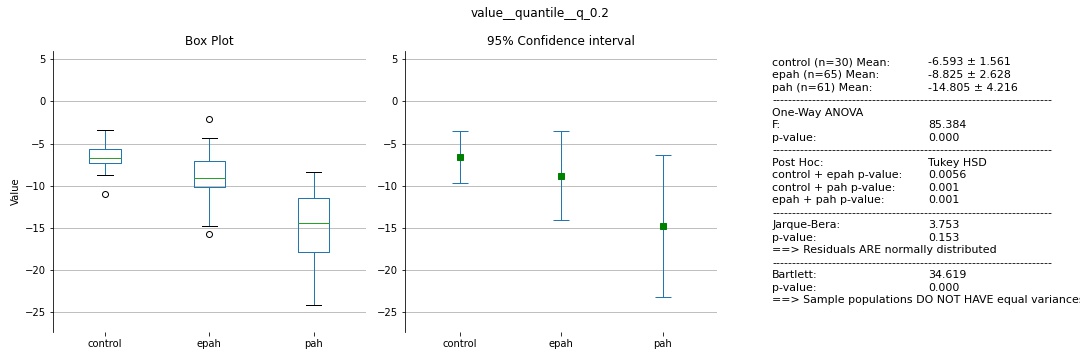 value__quantile__q_0.2
Box Plot
5
0
−5
−10
−15
−20
−25
Value
control
epah
pah
95% Confidence interval
5
0
−5
−10
−15
−20
−25
control
epah
pah
control (n=30) Mean: -6.593 ± 1.561
epah (n=65) Mean: -8.825 ± 2.628
pah (n=61) Mean: -14.805 ± 4.216
One-Way ANOVA
F: 85.384
p-value: 0.000
Post Hoc: Tukey HSD
control + epah p-value: 0.0056
control + pah p-value: 0.001
epah + pah p-value: 0.001
Jarque-Bera: 3.753
p-value: 0.153
==> Residuals ARE normally distributed
Bartlett: 34.619
p-value: 0.000
==> Sample populations DO NOT HAVE equal variances